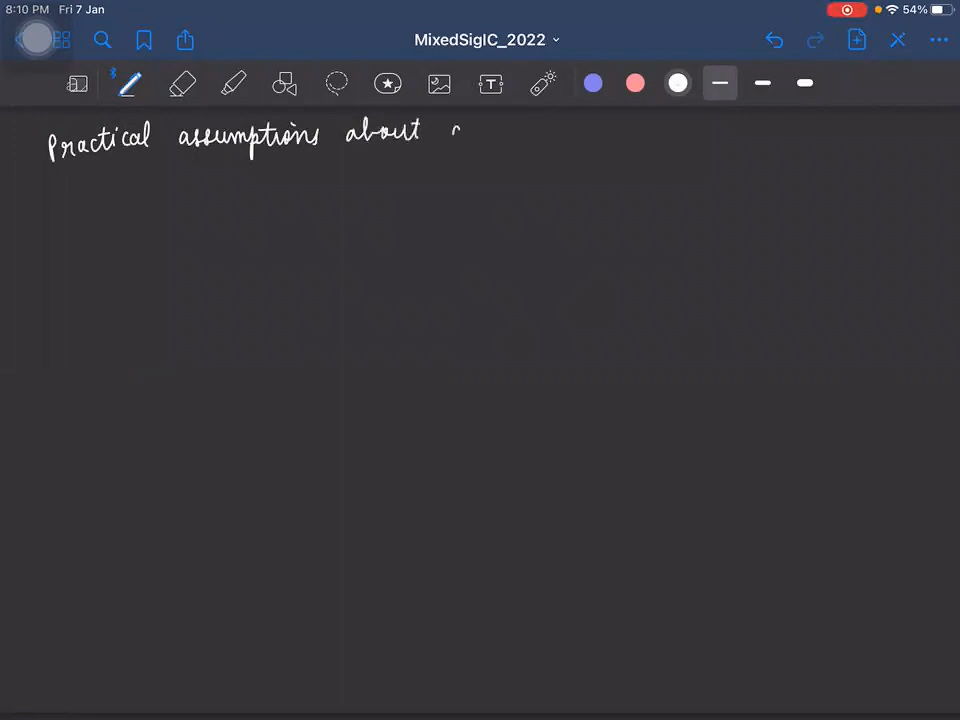 8:10 PM Fri 7 Jan 54%
MixedSigIC_2022
T
Practical assumptions about